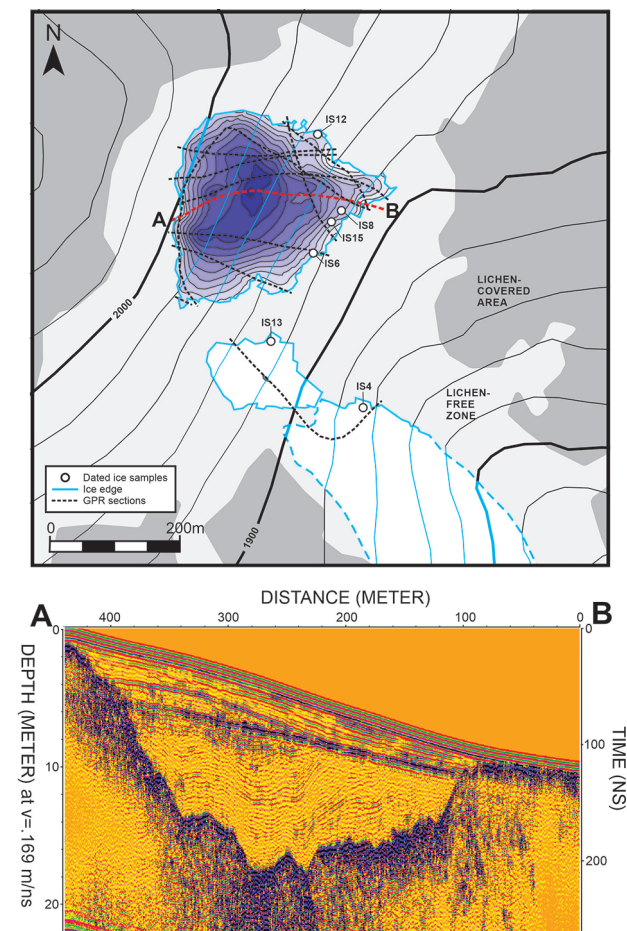 N
IS12
A
B
IS8
IS15
IS6
LICHEN-
COVERED
AREA
2000
IS13
IS4
LICHEN-
FREE
ZONE
Dated ice samples
Ice edge
GPR sections
0 200m
1900
DISTANCE (METER)
A B
400 300 200 100 0
0 0
DEPTH (METER) at v=.169 m/ns
TIME (NS)
100
10
200
20